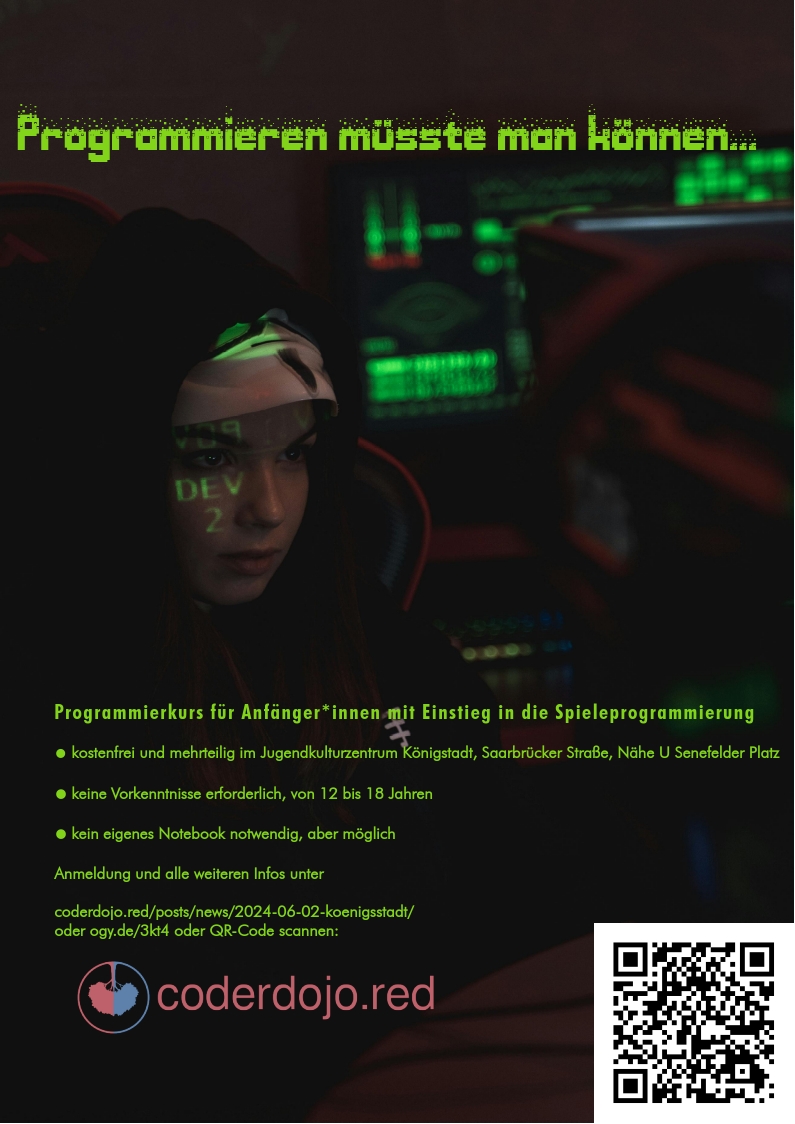 Programmieren müsste man können...
DEV
2
Programmierkurs für Anfänger*innen mit Einstieg in die Spieleprogrammierung
● kostenfrei und mehrteilig im Jugendkulturzentrum Königstadt, Saarbrücker Straße, Nähe U Senefelder Platz
● keine Vorkenntnisse erforderlich, von 12 bis 18 Jahren
● kein eigenes Notebook notwendig, aber möglich
Anmeldung und alle weiteren Infos unter
coderdojo.red/posts/news/2024-06-02-koenigsstadt/
oder ogy.de/3kt4 oder QR-Code scannen:
coderdojo.red